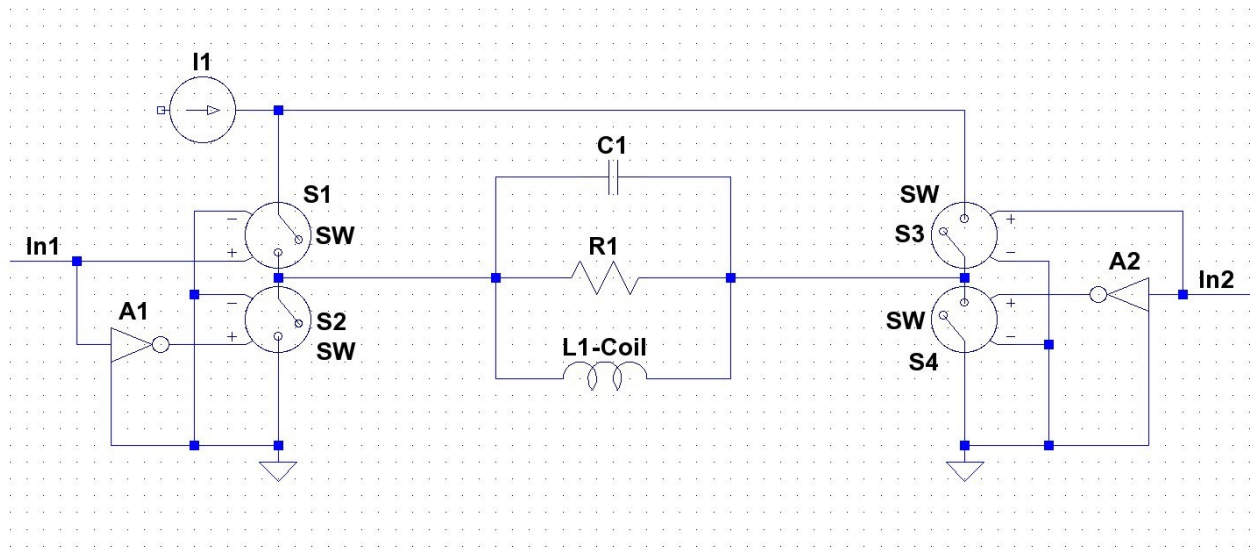 I1
C1
S1
SW
SW
S3
In1
R1
A2
In2
A1
S2
SW
L1-Coil
SW
S4
− + − +
+ − + −